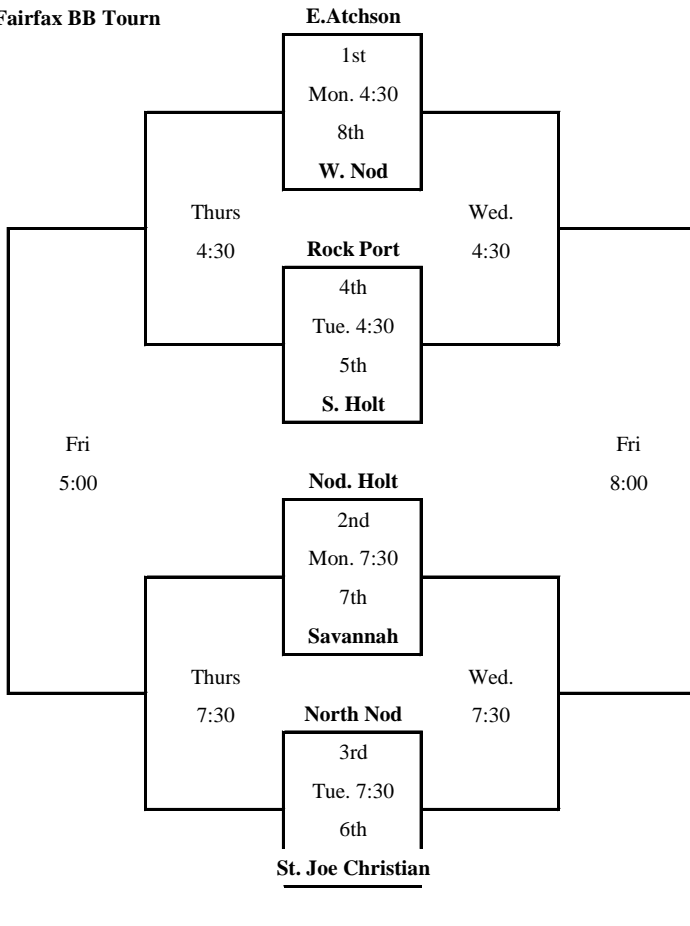 Fairfax BB Tourn
E.Atchson
1st
Mon. 4:30
8th
W. Nod
Thurs
4:30
Wed.
4:30
Rock Port
4th
Tue. 4:30
5th
S. Holt
Fri
5:00
Fri
8:00
Nod. Holt
2nd
Mon. 7:30
7th
Savannah
Thurs
7:30
Wed.
7:30
North Nod
3rd
Tue. 7:30
6th
St. Joe Christian